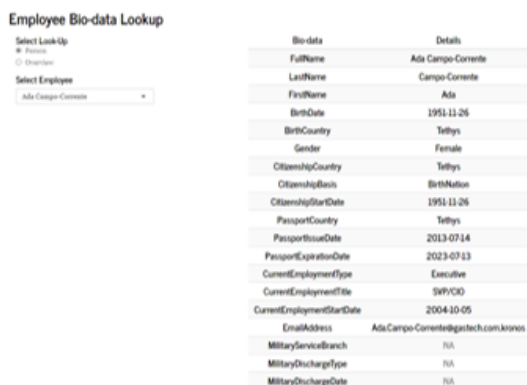 Employee Bio-data Lookup
Select Look-Up
Person
Overview
Select Employee
Ada Campo-Corrente
Bio-data Details
FullName Ada Campo-Corrente
LastName Campo-Corrente
FirstName Ada
BirthDate 1951-11-26
BirthCountry Tethys
Gender Female
CitizenshipCountry Tethys
CitizenshipBasis BirthNation
CitizenshipStartDate 1951-11-26
PassportCountry Tethys
PassportIssueDate 2013-07-14
PassportExpirationDate 2023-07-13
CurrentEmploymentType Executive
CurrentEmploymentTitle SVP/CIO
CurrentEmploymentStartDate 2004-10-05
EmailAddress Ada.Campo-Corrente@gastech.com.kronos
MilitaryServiceBranch NA
MilitaryDischargeType NA
MilitaryDischargeDate NA